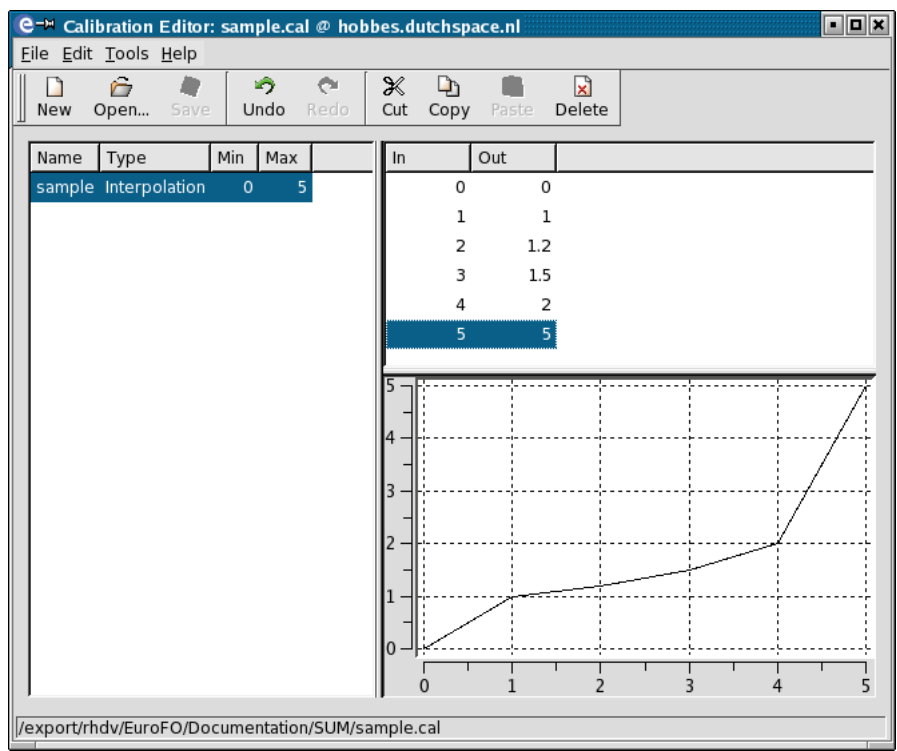 Calibration Editor: sample.cal @ hobbes.dutchspace.nl
File Edit Tools Help
New Open... Save Undo Redo Cut Copy Paste Delete
Name Type Min Max
sample Interpolation 0 5
In Out
0 0
1 1
2 1.2
3 1.5
4 2
5 5
5
4
3
2
1
0
0 1 2 3 4 5
/export/rhdv/EuroFO/Documentation/SUM/sample.cal